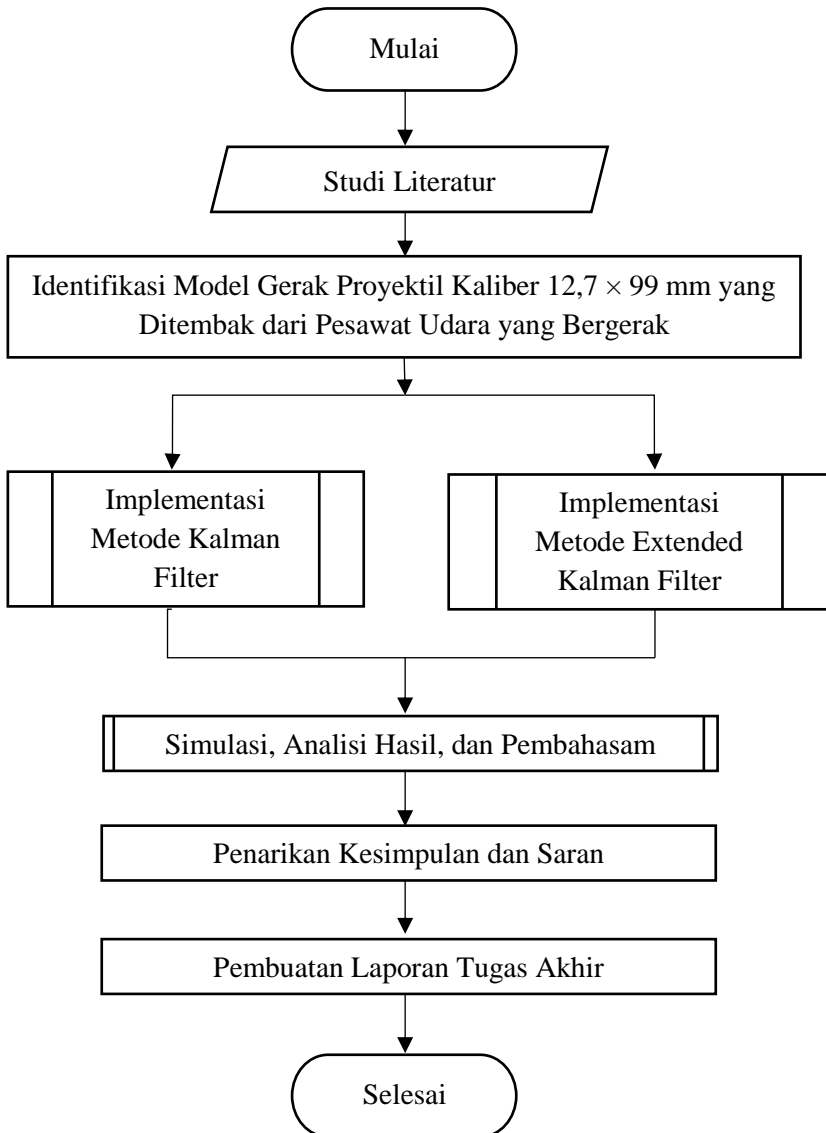 Mulai
Studi Literatur
Identifikasi Model Gerak Proyektil Kaliber 12,7 × 99 mm yang
Ditembak dari Pesawat Udara yang Bergerak
Implementasi
Metode Kalman
Filter
Implementasi
Metode Extended
Kalman Filter
Simulasi, Analisi Hasil, dan Pembahasam
Penarikan Kesimpulan dan Saran
Pembuatan Laporan Tugas Akhir
Selesai